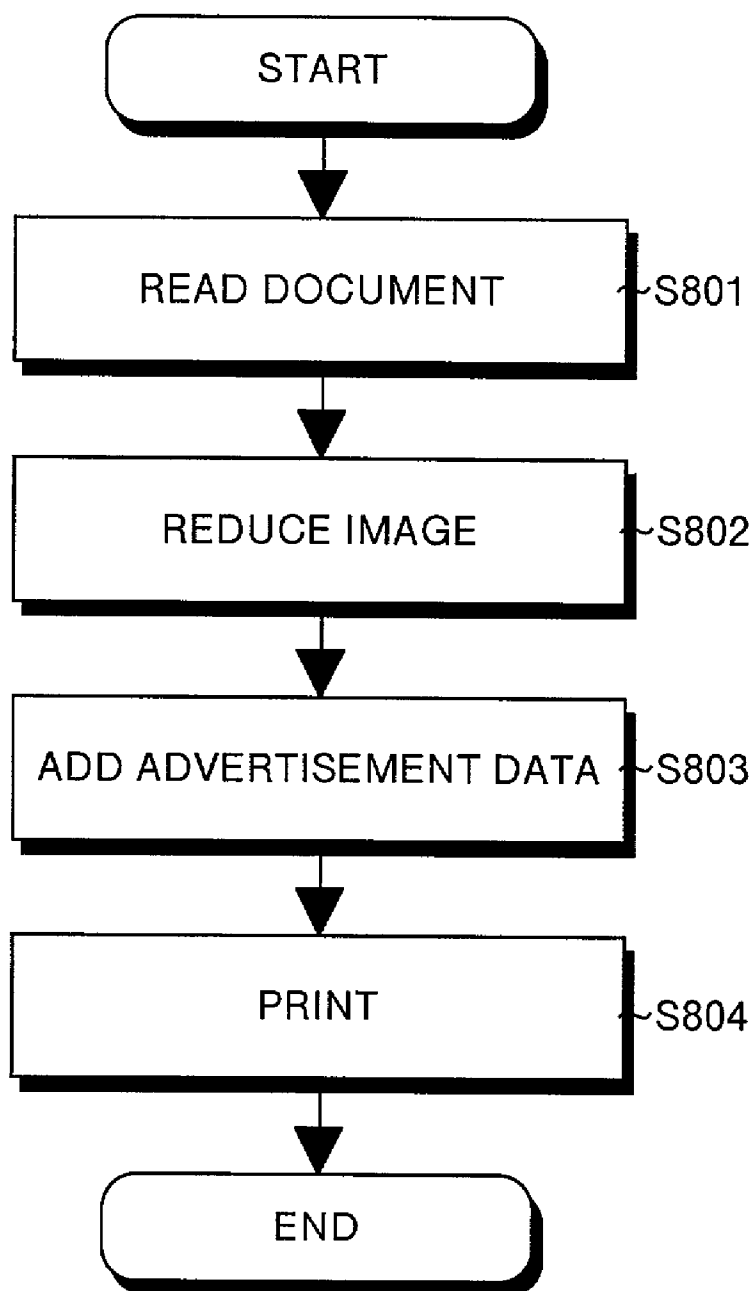 START
READ DOCUMENT
S801
REDUCE IMAGE
S802
ADD ADVERTISEMENT DATA
S803
PRINT
S804
END